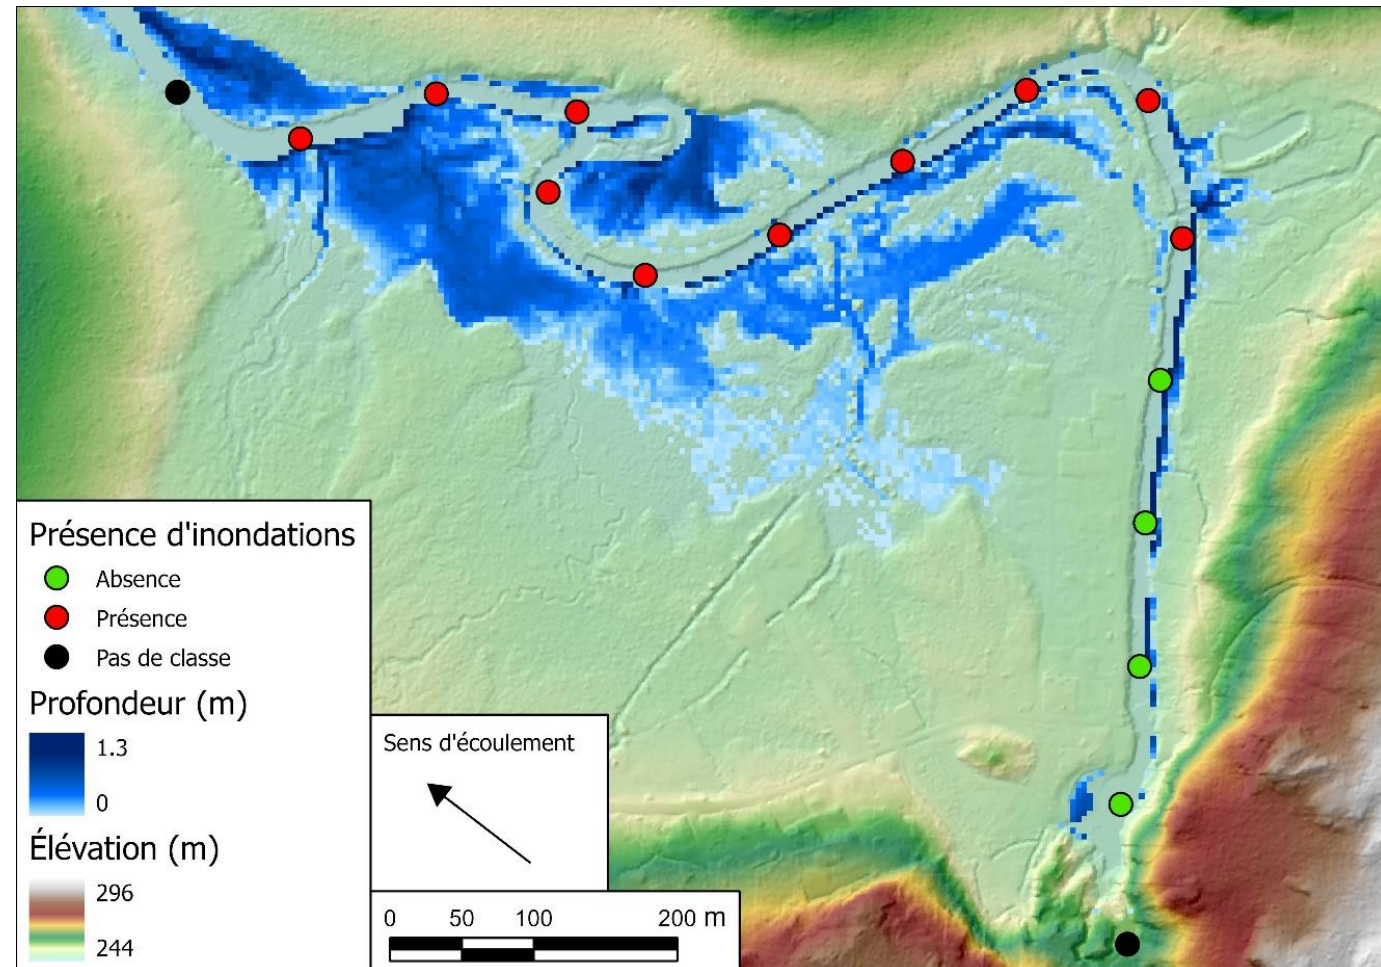 Présence d'inondations
Absence
Présence
Pas de classe
Profondeur (m)
1.3
0
Élévation (m)
296
244
Sens d'écoulement
0 50 100 200 m